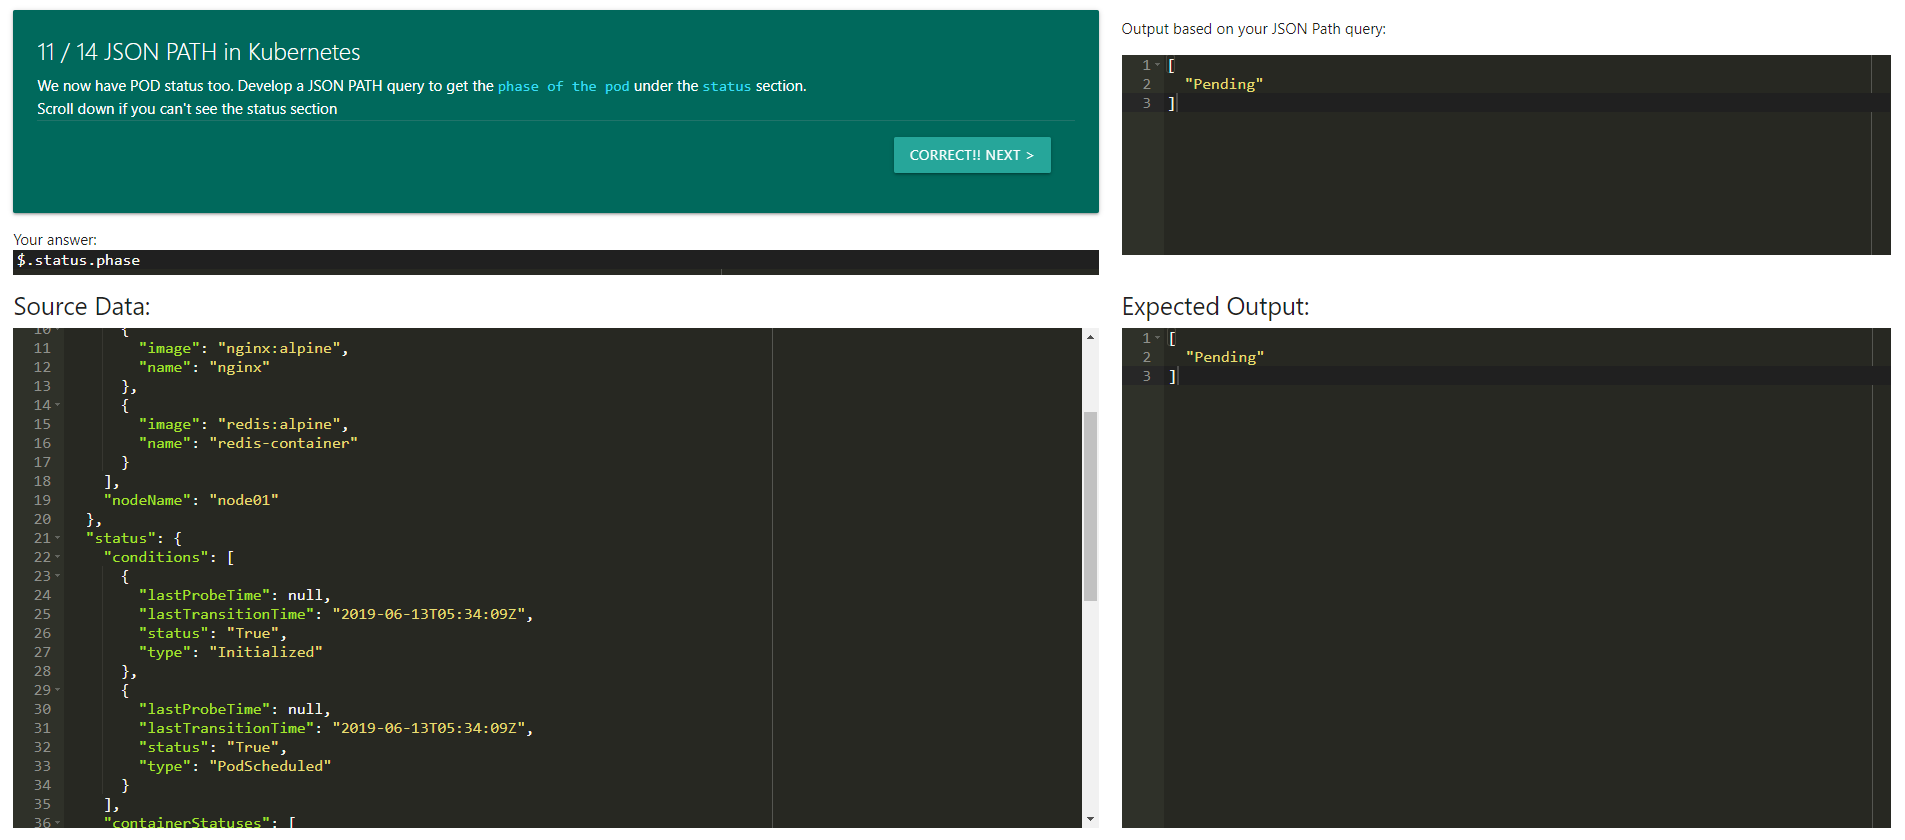 11 / 14 JSON PATH in Kubernetes
We now have POD status too. Develop a JSON PATH query to get the phase of the pod under the status section.
Scroll down if you can't see the status section
CORRECT!! NEXT >
Your answer:
$.status.phase
Source Data:
10 {
11 "image": "nginx:alpine",
12 "name": "nginx"
13 },
14 {
15 "image": "redis:alpine",
16 "name": "redis-container"
17 }
18 ],
19 "nodeName": "node01"
20 },
21 "status": {
22 "conditions": [
23 {
24 "lastProbeTime": null,
25 "lastTransitionTime": "2019-06-13T05:34:09Z",
26 "status": "True",
27 "type": "Initialized"
28 },
29 {
30 "lastProbeTime": null,
31 "lastTransitionTime": "2019-06-13T05:34:09Z",
32 "status": "True",
33 "type": "PodScheduled"
34 }
35 ],
36 "containerStatuses": [
Output based on your JSON Path query:
1 [
2 "Pending"
3 ]
Expected Output:
1 [
2 "Pending"
3 ]